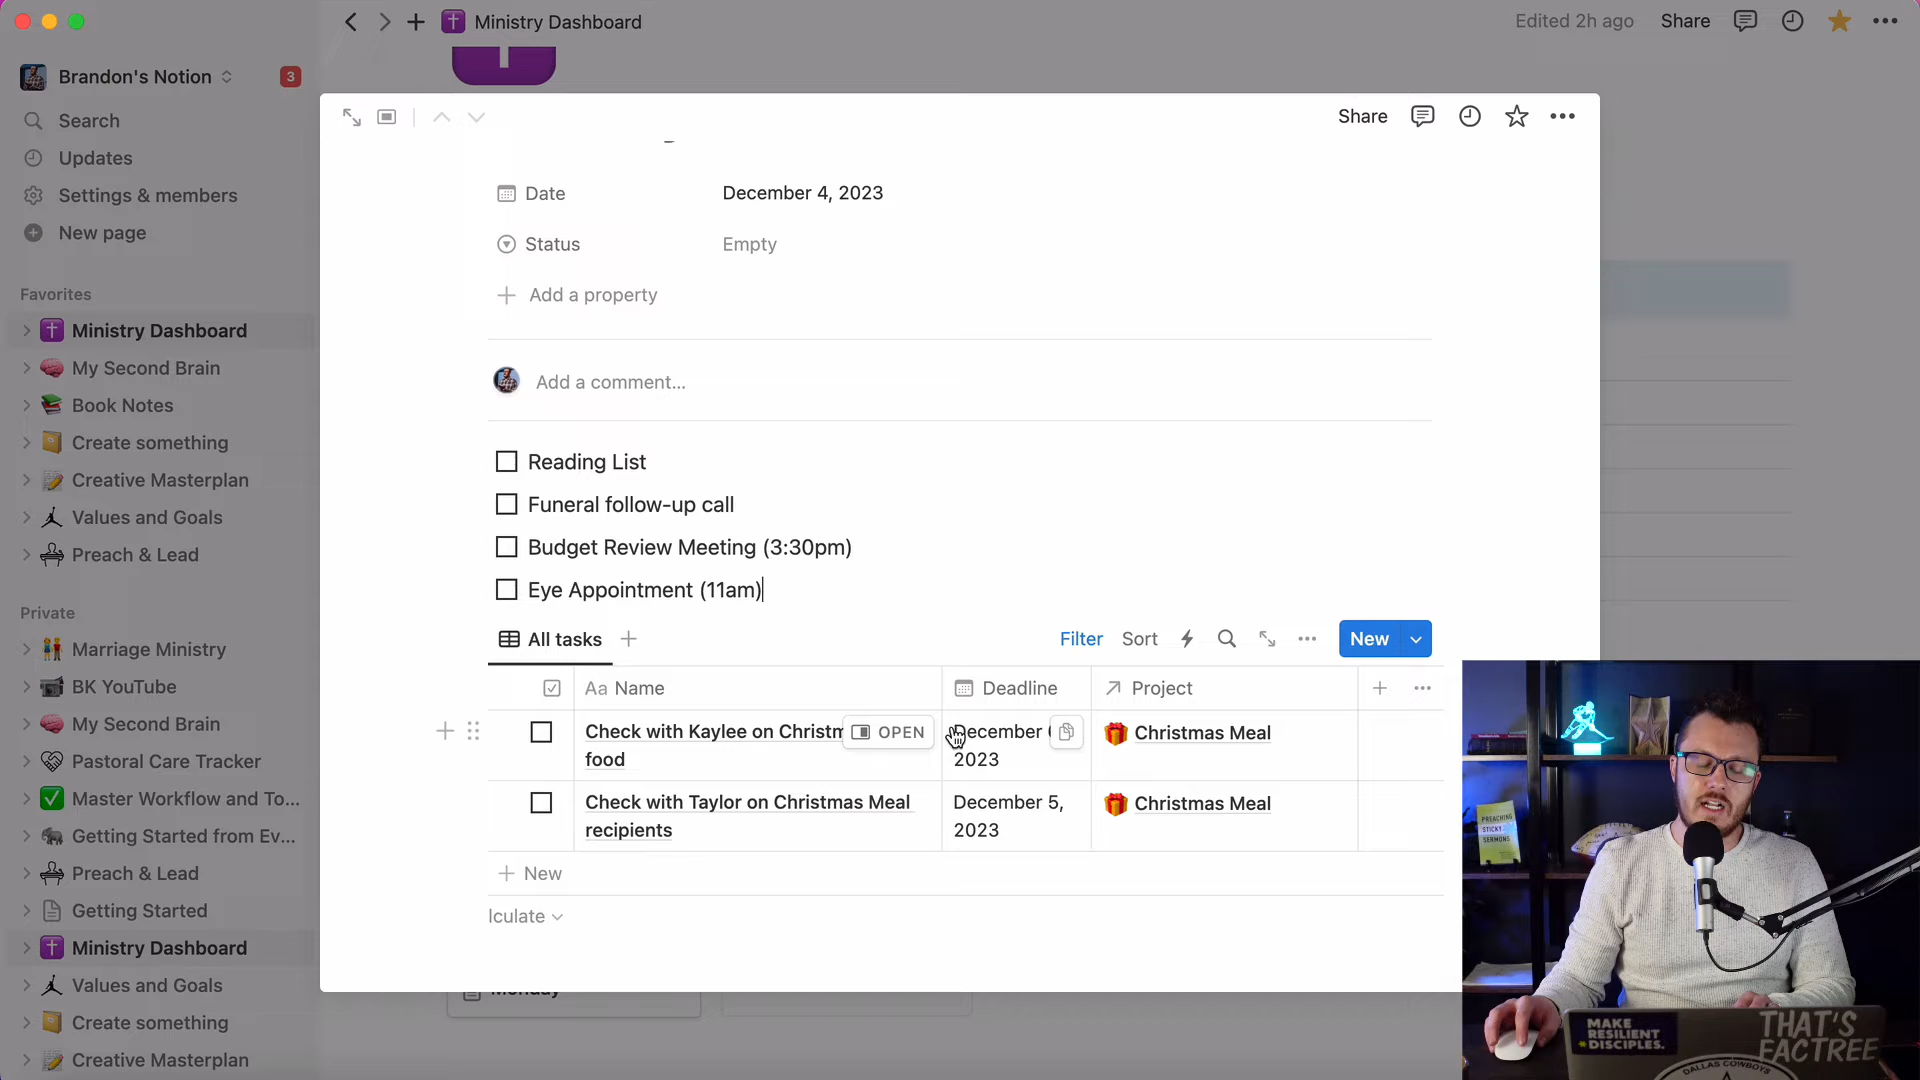 Ministry Dashboard
Edited 2h ago
Share
Brandon's Notion
3
Search
Updates
Settings & members
New page
Favorites
Ministry Dashboard
My Second Brain
Book Notes
Create something
Creative Masterplan
Values and Goals
Preach & Lead
Private
Marriage Ministry
BK YouTube
My Second Brain
Pastoral Care Tracker
Master Workflow and To...
Getting Started from Ev...
Preach & Lead
Getting Started
Ministry Dashboard
Values and Goals
Create something
Creative Masterplan
Share
Date
December 4, 2023
Status
Empty
Add a property
Add a comment...
Reading List
Funeral follow-up call
Budget Review Meeting (3:30pm)
Eye Appointment (11am)
All tasks
Filter
Sort
New
Aa Name
Deadline
Project
Check with Kaylee on Christm
food
OPEN
December
2023
Christmas Meal
Check with Taylor on Christmas Meal
recipients
December 5,
2023
Christmas Meal
New
lculate
Monday
PREACHING
STICKY
SERMONS
MAKE
RESILIENT
DISCIPLES.
THAT'S
FACTREE
DALLAS COWBOYS